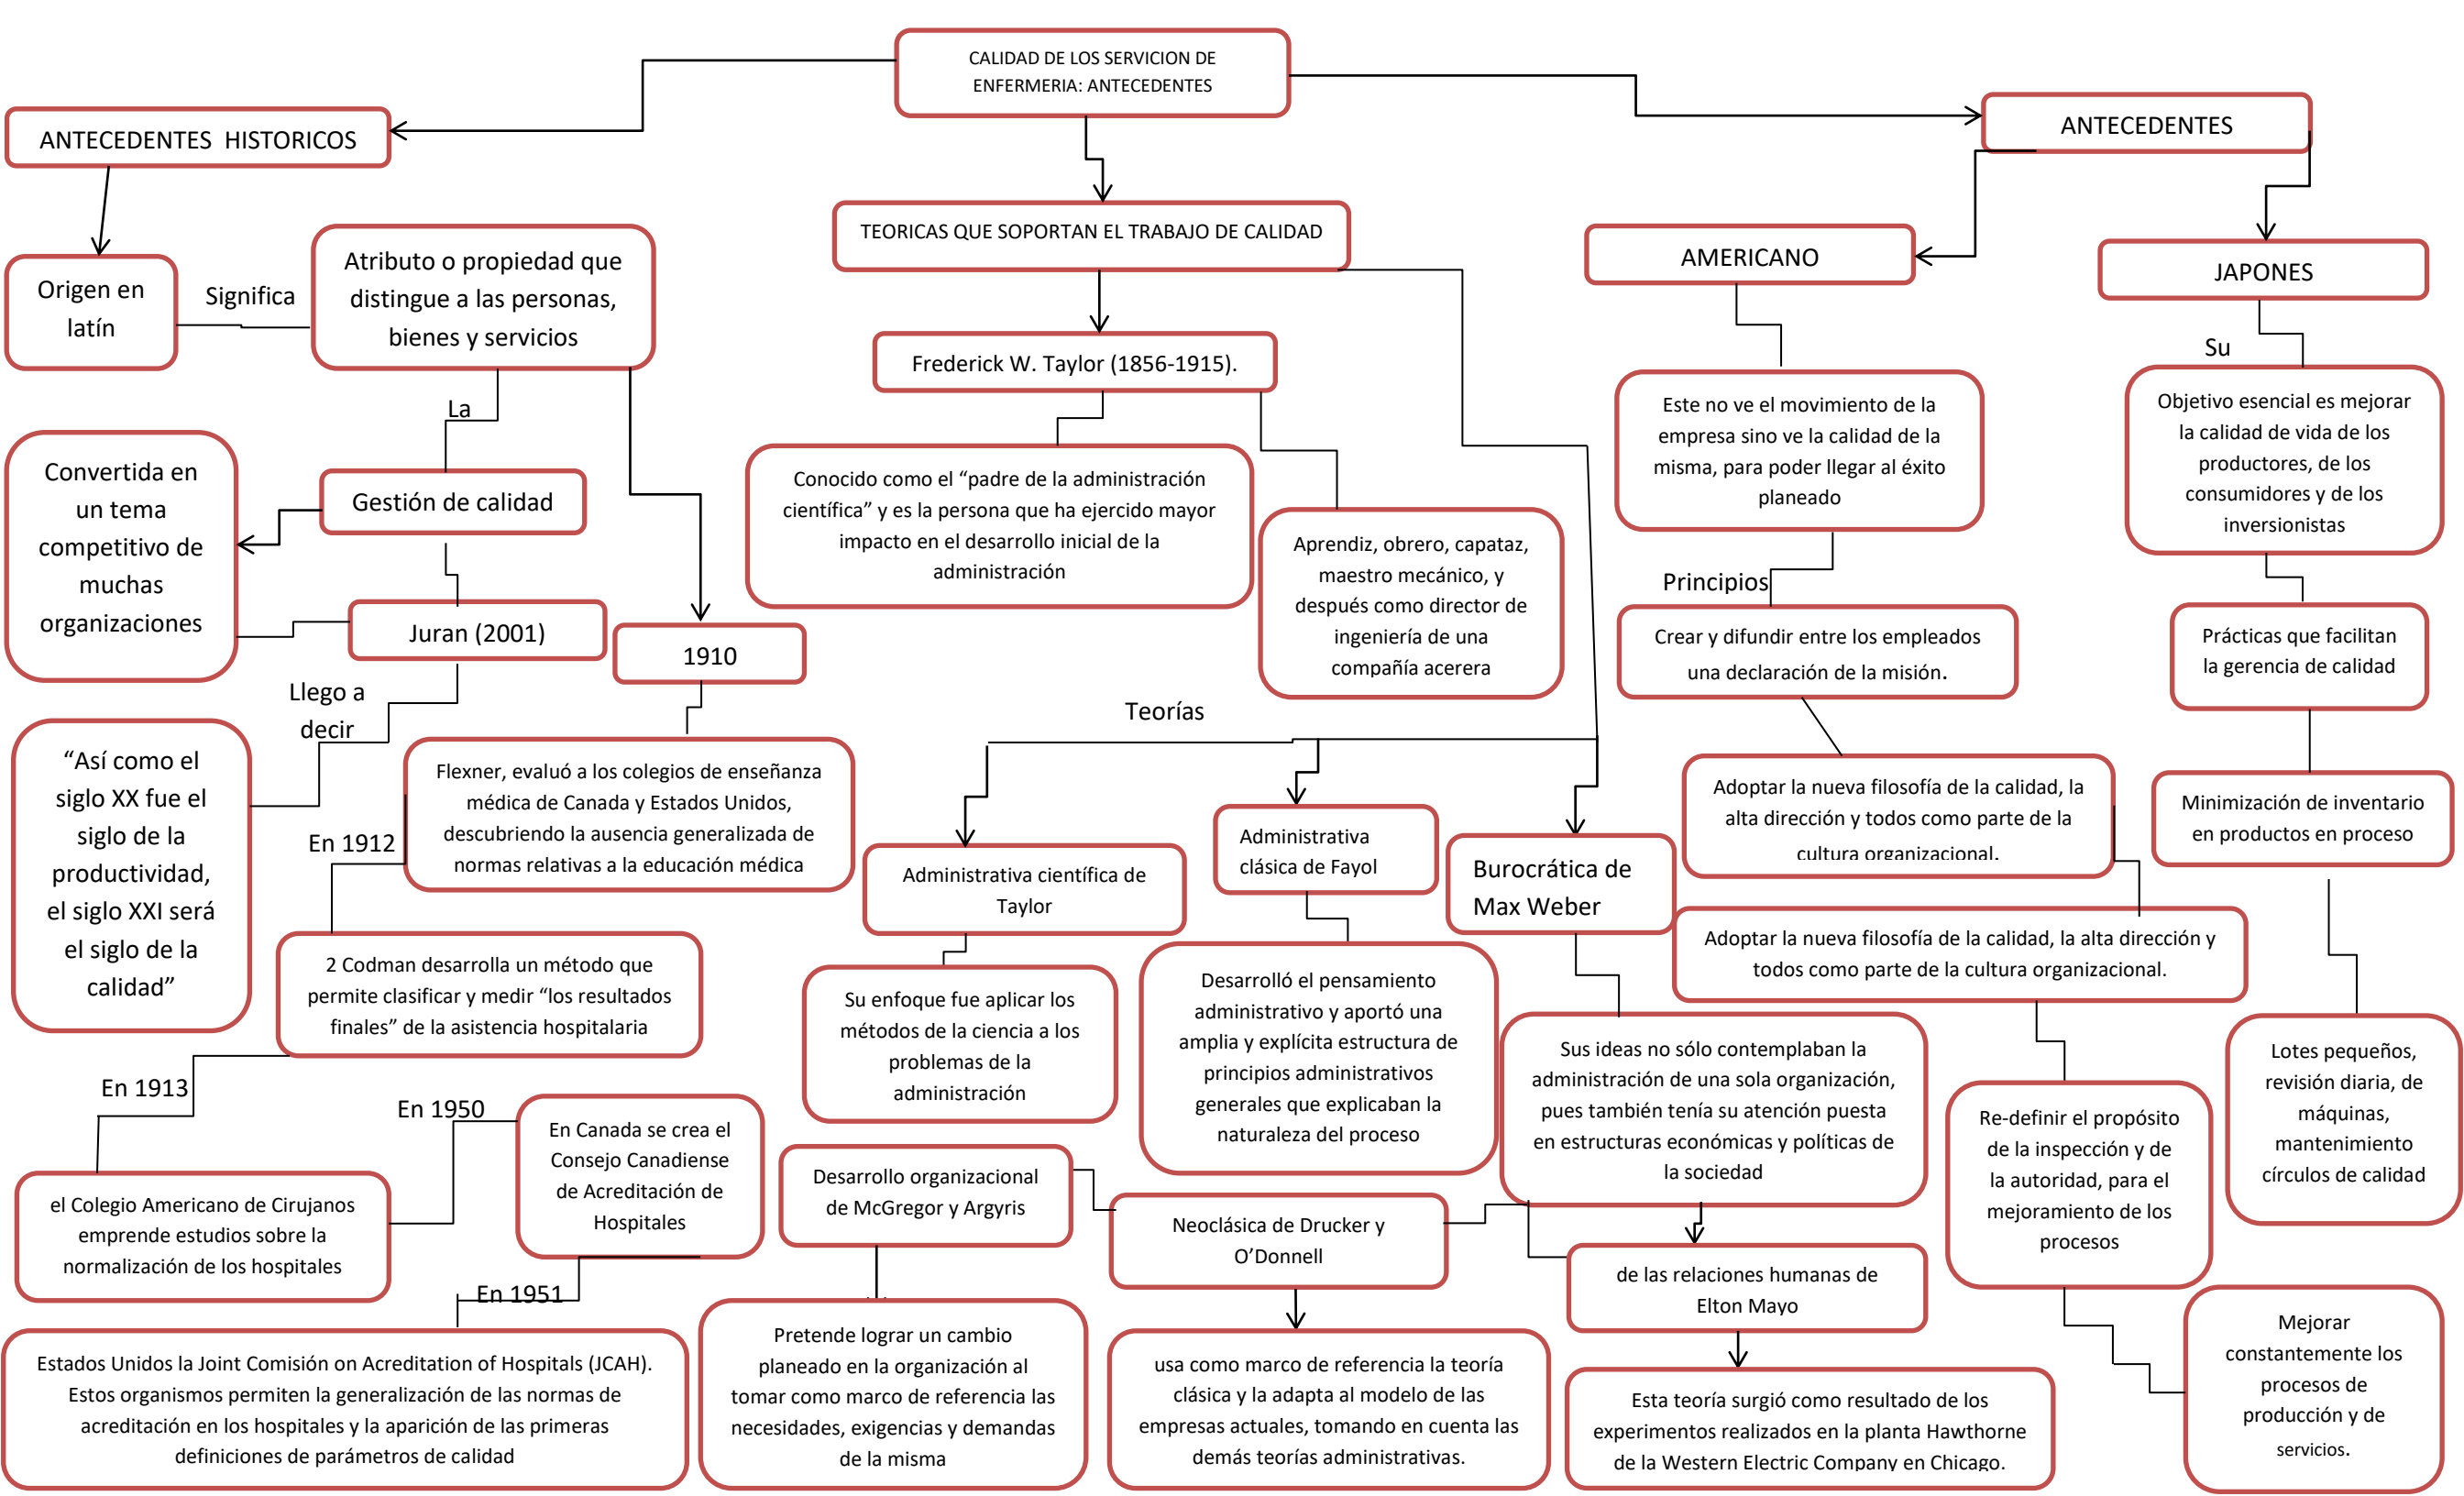 CALIDAD DE LOS SERVICION DE
ENFERMERIA: ANTECEDENTES
ANTECEDENTES HISTORICOS
Origen en
latín
Significa
Atributo o propiedad que
distingue a las personas,
bienes y servicios
La
Gestión de calidad
Convertida en
un tema
competitivo de
muchas
organizaciones
Juran (2001)
Llego a
decir
“Así como el
siglo XX fue el
siglo de la
productividad,
el siglo XXI será
el siglo de la
calidad”
1910
Flexner, evaluó a los colegios de enseñanza
médica de Canada y Estados Unidos,
descubriendo la ausencia generalizada de
normas relativas a la educación médica
En 1912
2 Codman desarrolla un método que
permite clasificar y medir “los resultados
finales” de la asistencia hospitalaria
En 1913
el Colegio Americano de Cirujanos
emprende estudios sobre la
normalización de los hospitales
En 1950
En Canada se crea el
Consejo Canadiense
de Acreditación de
Hospitales
En 1951
Estados Unidos la Joint Comisión on Acreditation of Hospitals (JCAH).
Estos organismos permiten la generalización de las normas de
acreditación en los hospitales y la aparición de las primeras
definiciones de parámetros de calidad
TEORICAS QUE SOPORTAN EL TRABAJO DE CALIDAD
Frederick W. Taylor (1856-1915).
Conocido como el “padre de la administración
científica” y es la persona que ha ejercido mayor
impacto en el desarrollo inicial de la
administración
Aprendiz, obrero, capataz,
maestro mecánico, y
después como director de
ingeniería de una
compañía acerera
Teorías
Administrativa científica de
Taylor
Su enfoque fue aplicar los
métodos de la ciencia a los
problemas de la
administración
Administrativa
clásica de Fayol
Desarrolló el pensamiento
administrativo y aportó una
amplia y explícita estructura de
principios administrativos
generales que explicaban la
naturaleza del proceso
Burocrática de
Max Weber
Sus ideas no sólo contemplaban la
administración de una sola organización,
pues también tenía su atención puesta
en estructuras económicas y políticas de
la sociedad
de las relaciones humanas de
Elton Mayo
Esta teoría surgió como resultado de los
experimentos realizados en la planta Hawthorne
de la Western Electric Company en Chicago.
Neoclásica de Drucker y
O’Donnell
usa como marco de referencia la teoría
clásica y la adapta al modelo de las
empresas actuales, tomando en cuenta las
demás teorías administrativas.
Desarrollo organizacional
de McGregor y Argyris
Pretende lograr un cambio
planeado en la organización al
tomar como marco de referencia las
necesidades, exigencias y demandas
de la misma
ANTECEDENTES
AMERICANO
Este no ve el movimiento de la
empresa sino ve la calidad de la
misma, para poder llegar al éxito
planeado
Principios
Crear y difundir entre los empleados
una declaración de la misión.
Adoptar la nueva filosofía de la calidad, la
alta dirección y todos como parte de la
cultura organizacional.
Adoptar la nueva filosofía de la calidad, la alta dirección y
todos como parte de la cultura organizacional.
Re-definir el propósito
de la inspección y de
la autoridad, para el
mejoramiento de los
procesos
Mejorar
constantemente los
procesos de
producción y de
servicios.
JAPONES
Su
Objetivo esencial es mejorar
la calidad de vida de los
productores, de los
consumidores y de los
inversionistas
Prácticas que facilitan
la gerencia de calidad
Minimización de inventario
en productos en proceso
Lotes pequeños,
revisión diaria, de
máquinas,
mantenimiento
círculos de calidad